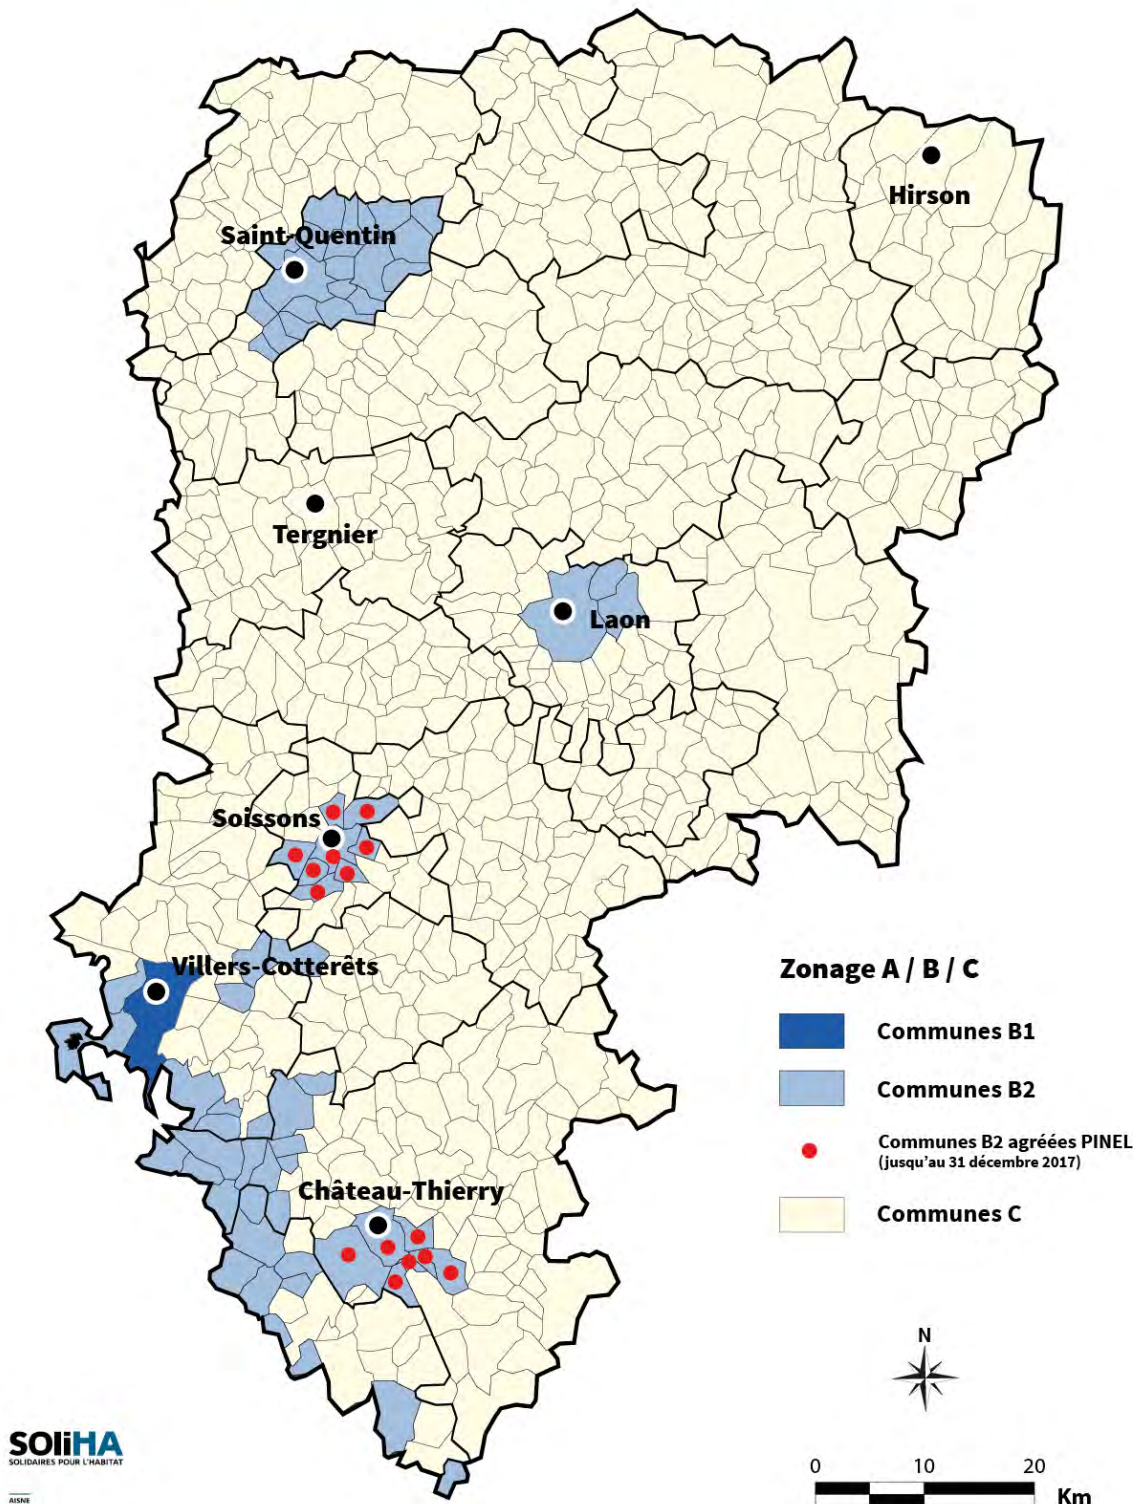 Hirson
Saint-Quentin
Tergnier
Laon
Soissons
Villers-Cotterêts
Château-Thierry
Zonage A / B / C
Communes B1
Communes B2
Communes B2 agréées PINEL
(jusqu'au 31 décembre 2017)
Communes C
N
0 10 20
Km
SOliHA
SOLIDAIRES POUR L'HABITAT
AISNE